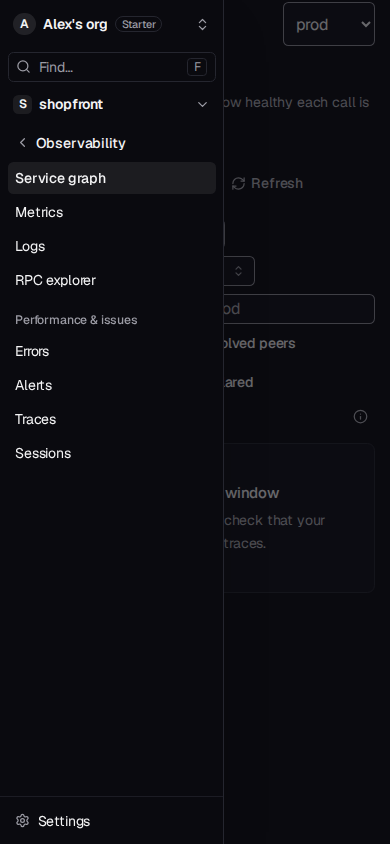 A Alex's org Starter
prod
Find... F
S shopfront
ow healthy each call is
Observability
Service graph
Refresh
Metrics
Logs
RPC explorer
od
Performance & issues
olved peers
Errors
ared
Alerts
Traces
Sessions
window
check that your
traces.
Settings